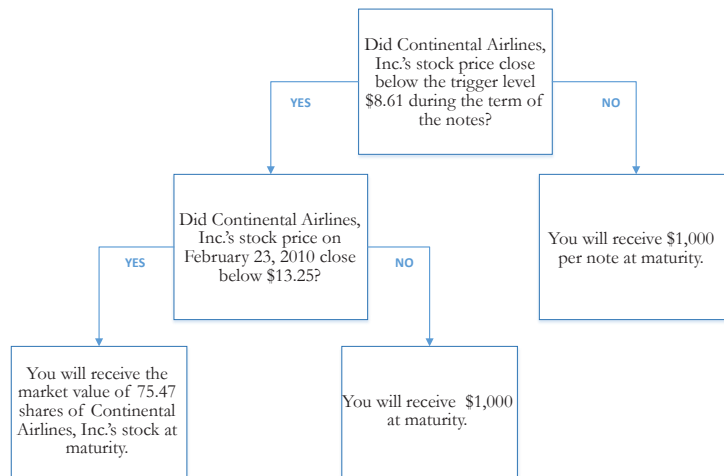 Did Continental Airlines,
Inc.'s stock price close
below the trigger level
$8.61 during the term of
the notes?
YES
NO
Did Continental Airlines,
Inc.'s stock price on
February 23, 2010 close
below $13.25?
You will receive $1,000
per note at maturity.
YES
NO
You will receive the
market value of 75.47
shares of Continental
Airlines, Inc.'s stock at
maturity.
You will receive $1,000
at maturity.